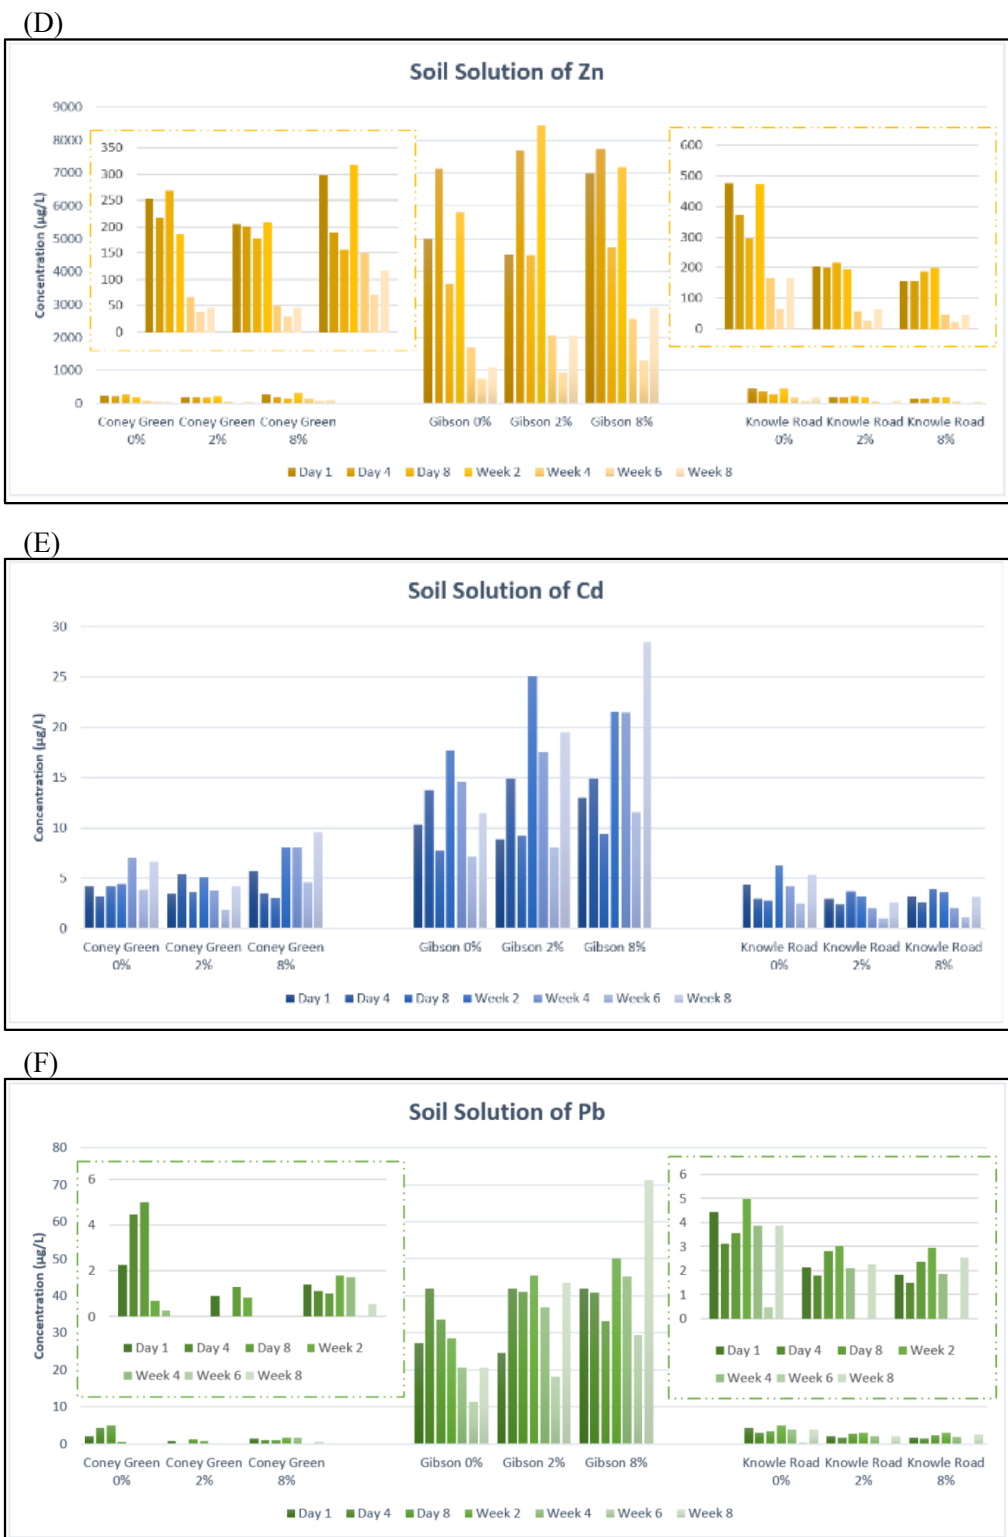 (D)
Soil Solution of Zn
Concentration (µg/L)
9000
8000
7000
6000
5000
4000
3000
2000
1000
0
350
300
250
200
150
100
50
0
600
500
400
300
200
100
0
Coney Green 0%
Coney Green 2%
Coney Green 8%
Gibson 0%
Gibson 2%
Gibson 8%
Knowle Road 0%
Knowle Road 2%
Knowle Road 8%
Day 1 Day 4 Day 8 Week 2 Week 4 Week 6 Week 8
(E)
Soil Solution of Cd
Concentration (µg/L)
30
25
20
15
10
5
0
Coney Green 0%
Coney Green 2%
Coney Green 8%
Gibson 0%
Gibson 2%
Gibson 8%
Knowle Road 0%
Knowle Road 2%
Knowle Road 8%
Day 1 Day 4 Day 8 Week 2 Week 4 Week 6 Week 8
(F)
Soil Solution of Pb
Concentration (µg/L)
80
70
60
50
40
30
20
10
0
6
4
2
0
Day 1 Day 4 Day 8 Week 2
Week 4 Week 6 Week 8
6
5
4
3
2
1
0
Day 1 Day 4 Day 8 Week 2
Week 4 Week 6 Week 8
Coney Green 0%
Coney Green 2%
Coney Green 8%
Gibson 0%
Gibson 2%
Gibson 8%
Knowle Road 0%
Knowle Road 2%
Knowle Road 8%
Day 1 Day 4 Day 8 Week 2 Week 4 Week 6 Week 8